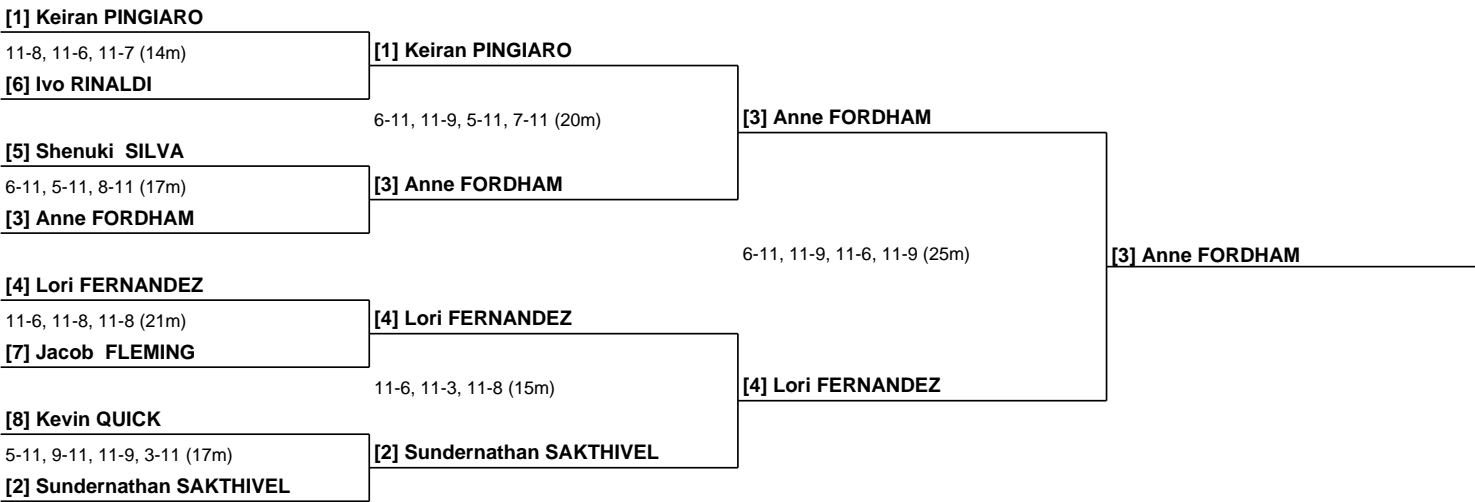 [1] Keiran PINGIARO
11-8, 11-6, 11-7 (14m)
[6] Ivo RINALDI
[5] Shenuki  SILVA
6-11, 5-11, 8-11 (17m)
[3] Anne FORDHAM
[4] Lori FERNANDEZ
11-6, 11-8, 11-8 (21m)
[7] Jacob  FLEMING
[8] Kevin QUICK
5-11, 9-11, 11-9, 3-11 (17m)
[2] Sundernathan SAKTHIVEL
[1] Keiran PINGIARO
6-11, 11-9, 5-11, 7-11 (20m)
[3] Anne FORDHAM
[4] Lori FERNANDEZ
11-6, 11-3, 11-8 (15m)
[2] Sundernathan SAKTHIVEL
[3] Anne FORDHAM
6-11, 11-9, 11-6, 11-9 (25m)
[4] Lori FERNANDEZ
[3] Anne FORDHAM